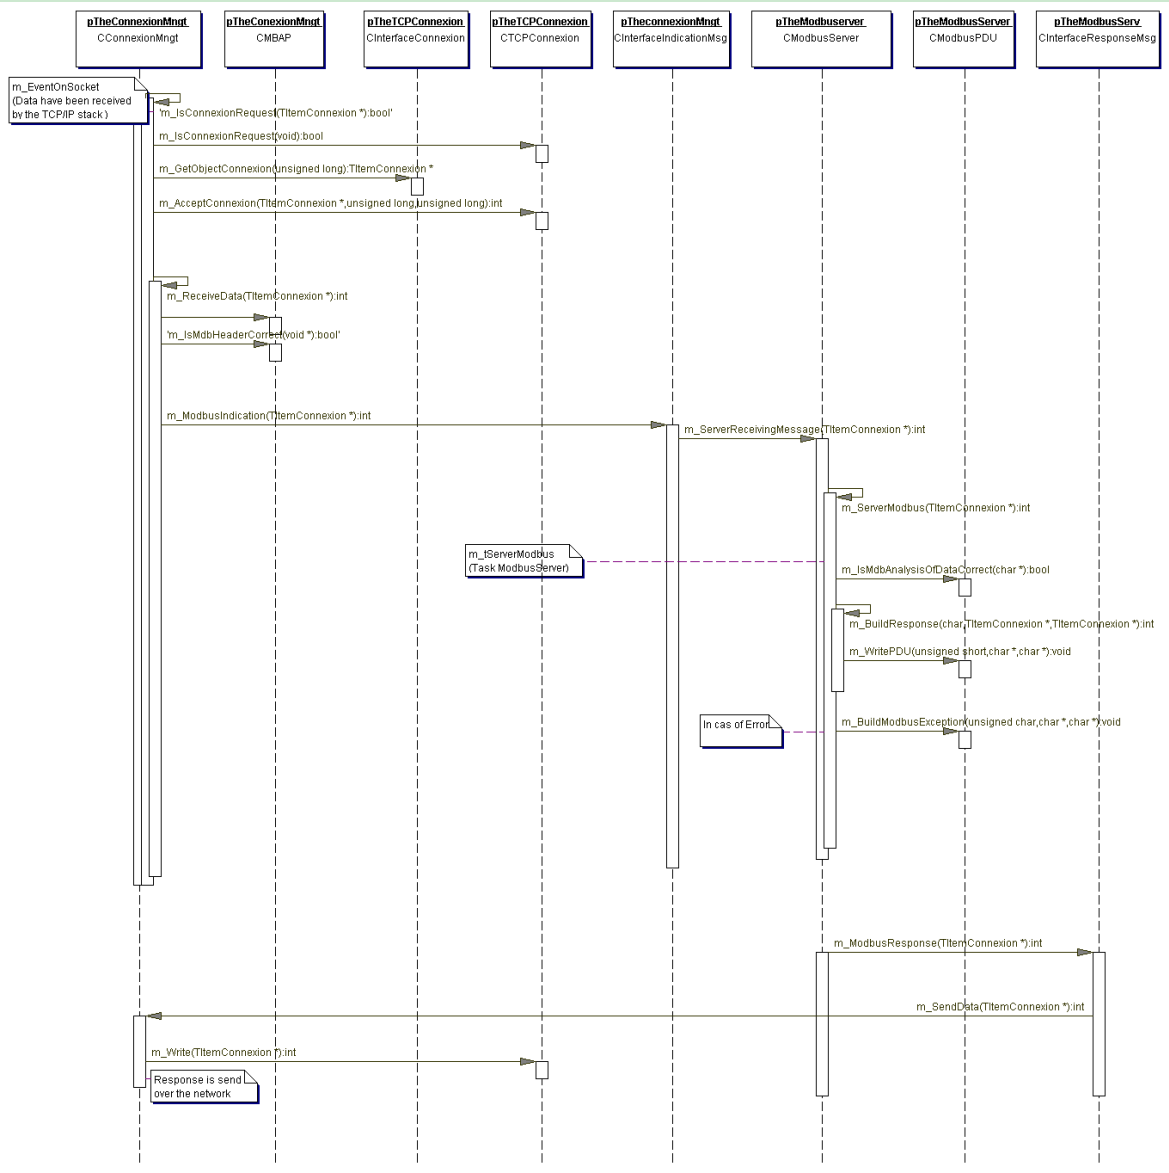 pTheConnexionMngt
CConnexionMngt
pTheConexionMngt
CMBAP
pTheTCPConnexion
CInterfaceConnexion
pTheTCPConnexion
CTCPConnexion
pTheconnexionMngt
CInterfaceIndicationMsg
pTheModbuserver
CModbusServer
pTheModbusServer
CModbusPDU
pTheModbusServ
CInterfaceResponseMsg
m_EventOnSocket
(Data have been received
by the TCP/IP stack )
'm_IsConnexionRequest(TItemConnexion *):bool'
m_IsConnexionRequest(void):bool
m_GetObjectConnexion(unsigned long):TItemConnexion *
m_AcceptConnexion(TItemConnexion *,unsigned long,unsigned long):int
m_ReceiveData(TItemConnexion *):int
'm_IsMdbHeaderCorrect(void *):bool'
m_ModbusIndication(TItemConnexion *):int
m_ServerReceivingMessage(TItemConnexion *):int
m_ServerModbus(TItemConnexion *):int
m_tServerModbus
(Task ModbusServer)
m_IsMdbAnalysisOfDataCorrect(char *):bool
m_BuildResponse(char,TItemConnexion *,TItemConnexion *):int
m_WritePDU(unsigned short,char *,char *):void
In cas of Error
m_BuildModbusException(unsigned char,char *,char *):void
m_ModbusResponse(TItemConnexion *):int
m_SendData(TItemConnexion *):int
m_Write(TItemConnexion *):int
Response is send
over the network